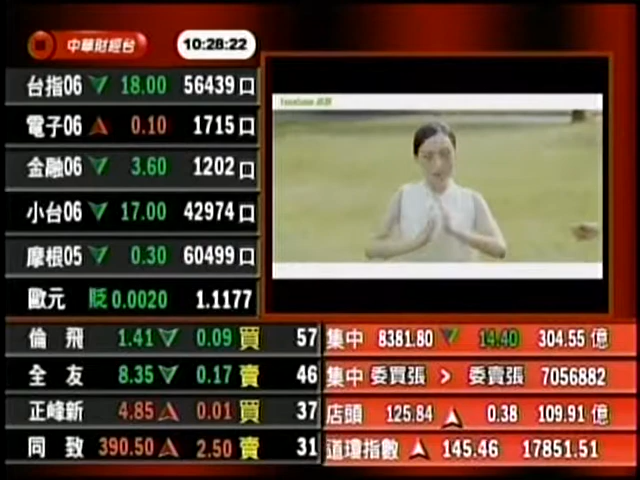 中華財經台 10:28:22
台指06 ▽ 18.00 56439口
電子06 △ 0.10 1715口
金融06 ▽ 3.60 1202口
小台06 ▽ 17.00 42974口
摩根05 ▽ 0.30 60499口
歐元 貶0.0020 1.1177
倫飛 1.41▽ 0.09 買 57
全友 8.35▽ 0.17 賣 46
正峰新 4.85△ 0.01 買 37
同致 390.50△ 2.50 賣 31
集中 8381.80 ▽ 14.40 304.55 億
集中 委買張 > 委賣張 7056882
店頭 125.84 △ 0.38 109.91 億
道瓊指數 △ 145.46 17851.51